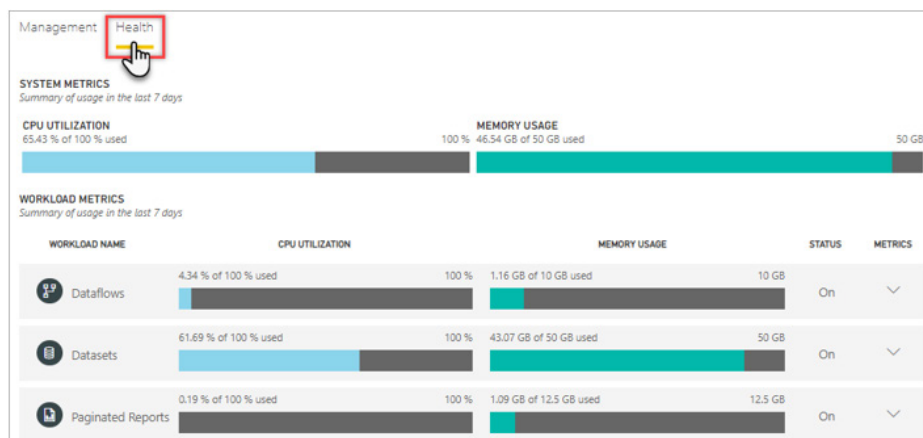 Management Health
SYSTEM METRICS
Summary of usage in the last 7 days
CPU UTILIZATION MEMORY USAGE
65.43 % of 100 % used 100 % 46.54 GB of 50 GB used 50 GB
WORKLOAD METRICS
Summary of usage in the last 7 days
WORKLOAD NAME CPU UTILIZATION MEMORY USAGE STATUS METRICS
4.34 % of 100 % used 100 % 1.16 GB of 10 GB used 10 GB
Dataflows On
61.69 % of 100 % used 100 % 43.07 GB of 50 GB used 50 GB
Datasets On
0.19 % of 100 % used 100 % 1.09 GB of 12.5 GB used 12.5 GB
Paginated Reports On